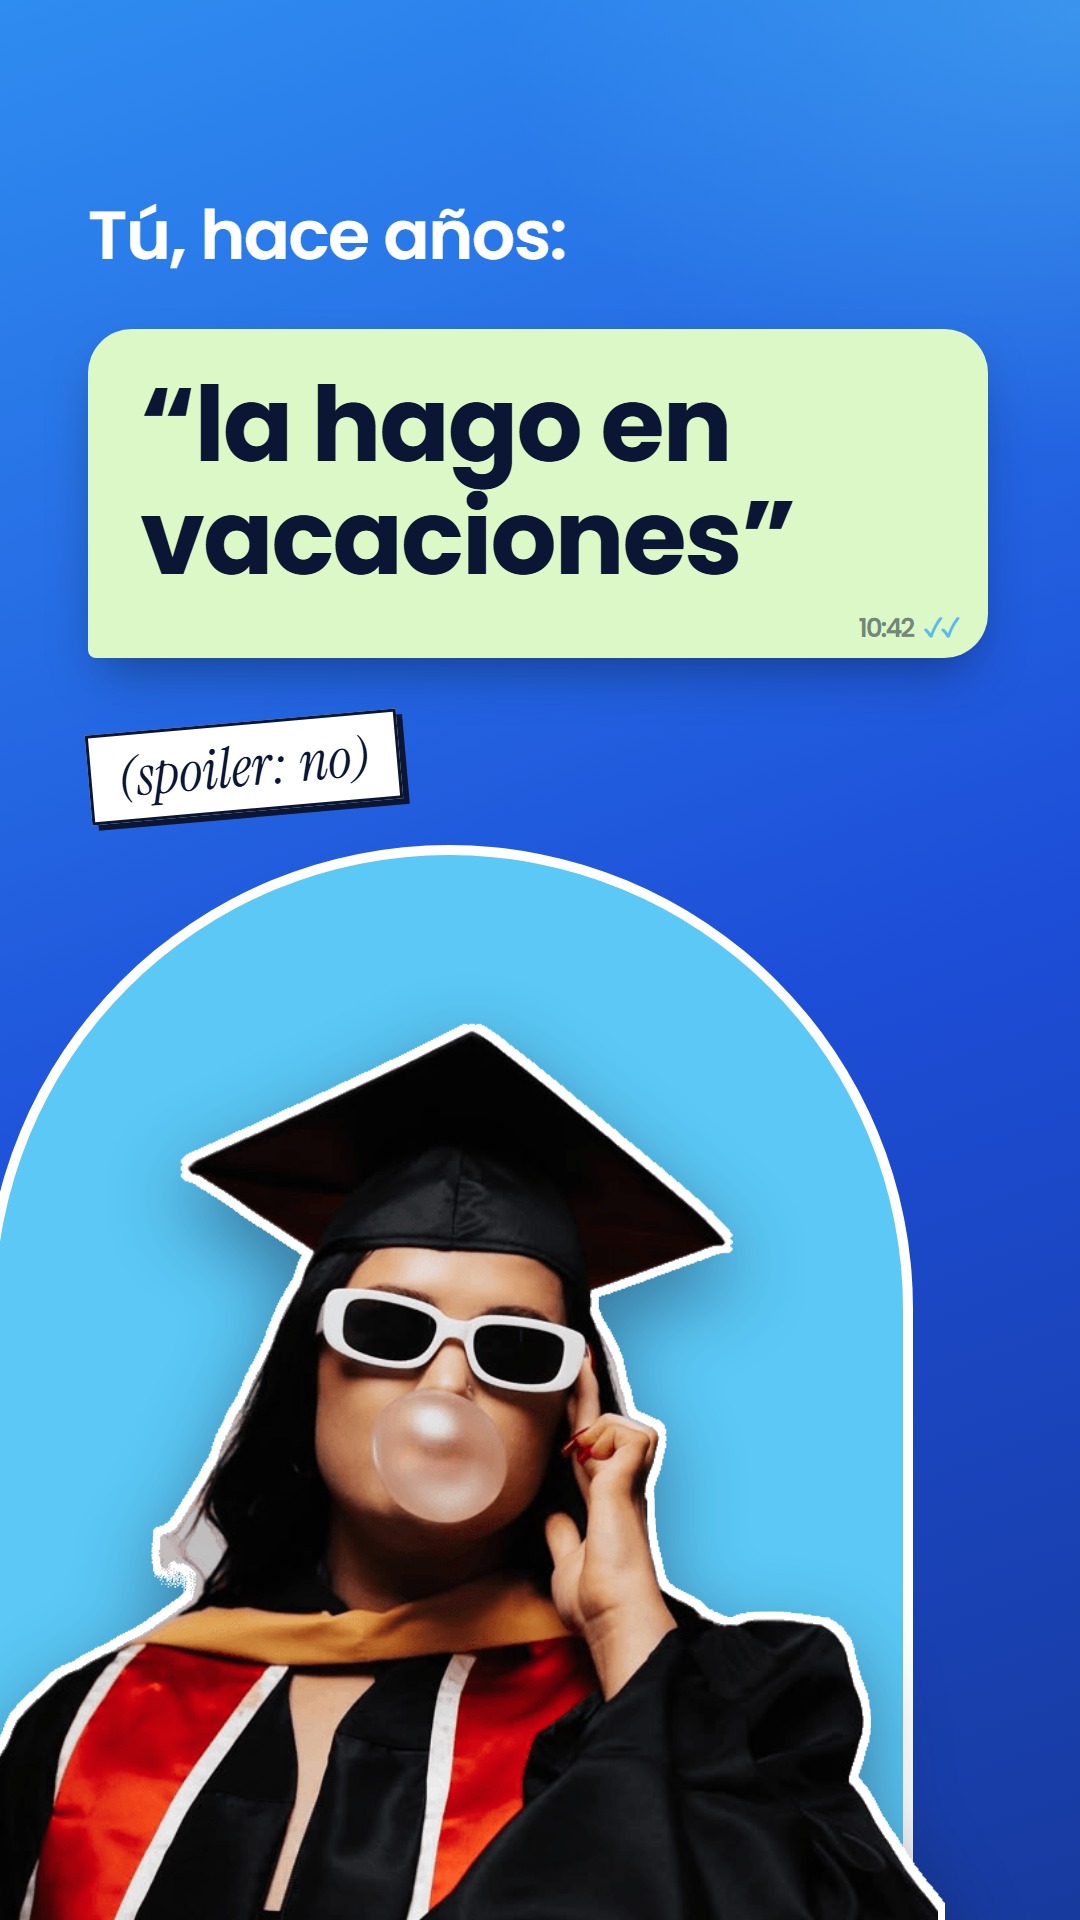 Tú, hace años:
“la hago en
vacaciones”
10:42
(spoiler: no)